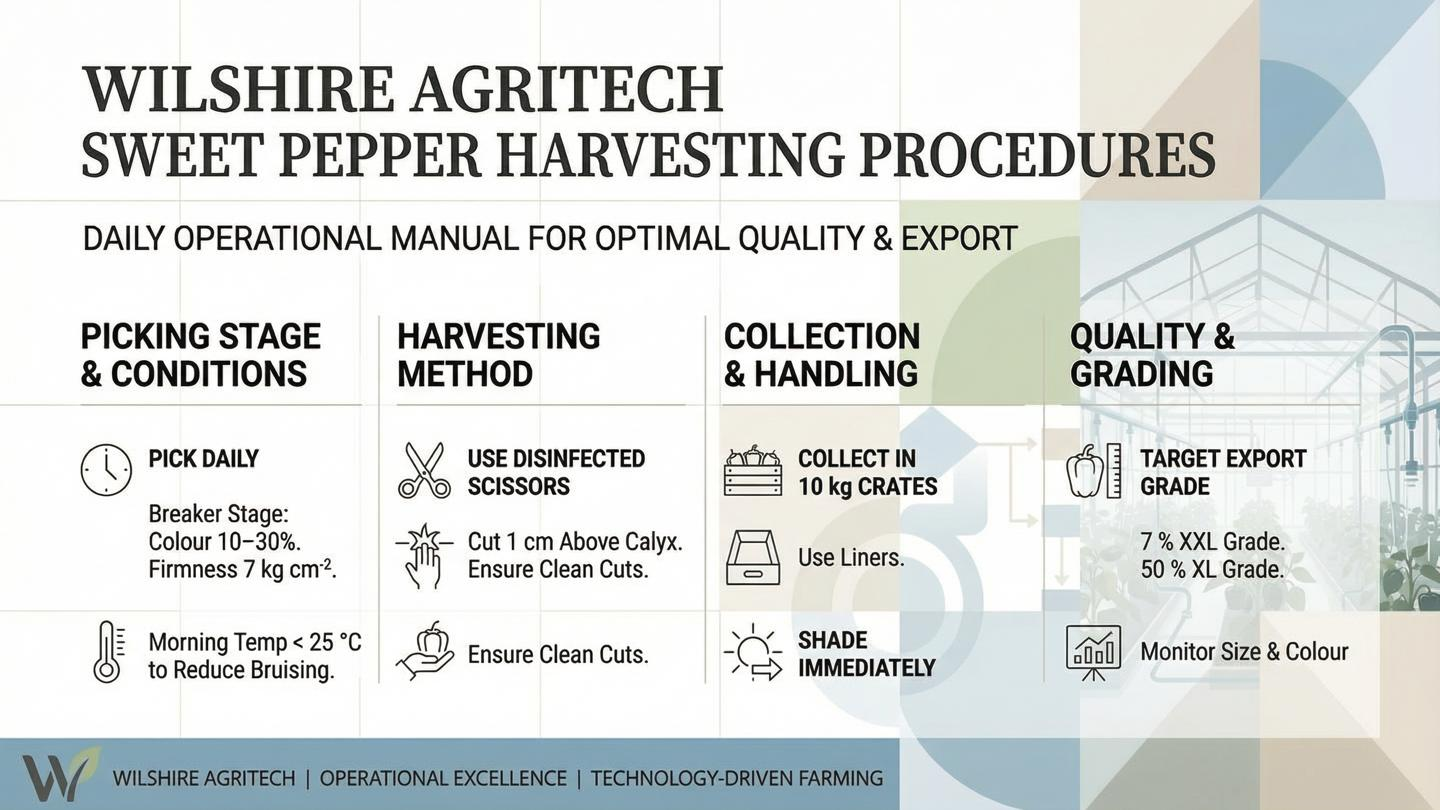 WILSHIRE AGRITECH
SWEET PEPPER HARVESTING PROCEDURES
DAILY OPERATIONAL MANUAL FOR OPTIMAL QUALITY & EXPORT
PICKING STAGE
& CONDITIONS
PICK DAILY
Breaker Stage:
Colour 10–30%.
Firmness 7 kg cm⁻².
Morning Temp < 25 °C
to Reduce Bruising.
HARVESTING
METHOD
USE DISINFECTED
SCISSORS
Cut 1 cm Above Calyx.
Ensure Clean Cuts.
Ensure Clean Cuts.
COLLECTION
& HANDLING
COLLECT IN
10 kg CRATES
Use Liners.
SHADE
IMMEDIATELY
QUALITY &
GRADING
TARGET EXPORT
GRADE
7 % XXL Grade.
50 % XL Grade.
Monitor Size & Colour
W WILSHIRE AGRITECH | OPERATIONAL EXCELLENCE | TECHNOLOGY-DRIVEN FARMING